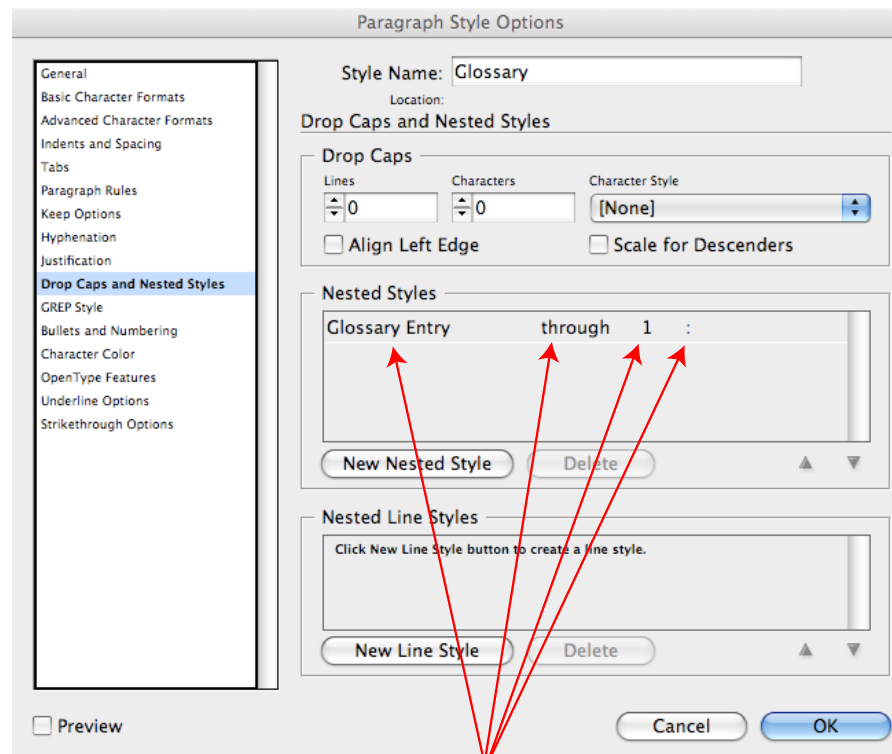 Paragraph Style Options
General
Basic Character Formats
Advanced Character Formats
Indents and Spacing
Tabs
Paragraph Rules
Keep Options
Hyphenation
Justification
Drop Caps and Nested Styles
GREP Style
Bullets and Numbering
Character Color
OpenType Features
Underline Options
Strikethrough Options
Style Name: Glossary
Location:
Drop Caps and Nested Styles
Drop Caps
Lines Characters Character Style
0 0 [None]
Align Left Edge Scale for Descenders
Nested Styles
Glossary Entry through 1 :
New Nested Style Delete
Nested Line Styles
Click New Line Style button to create a line style.
New Line Style Delete
Preview Cancel OK